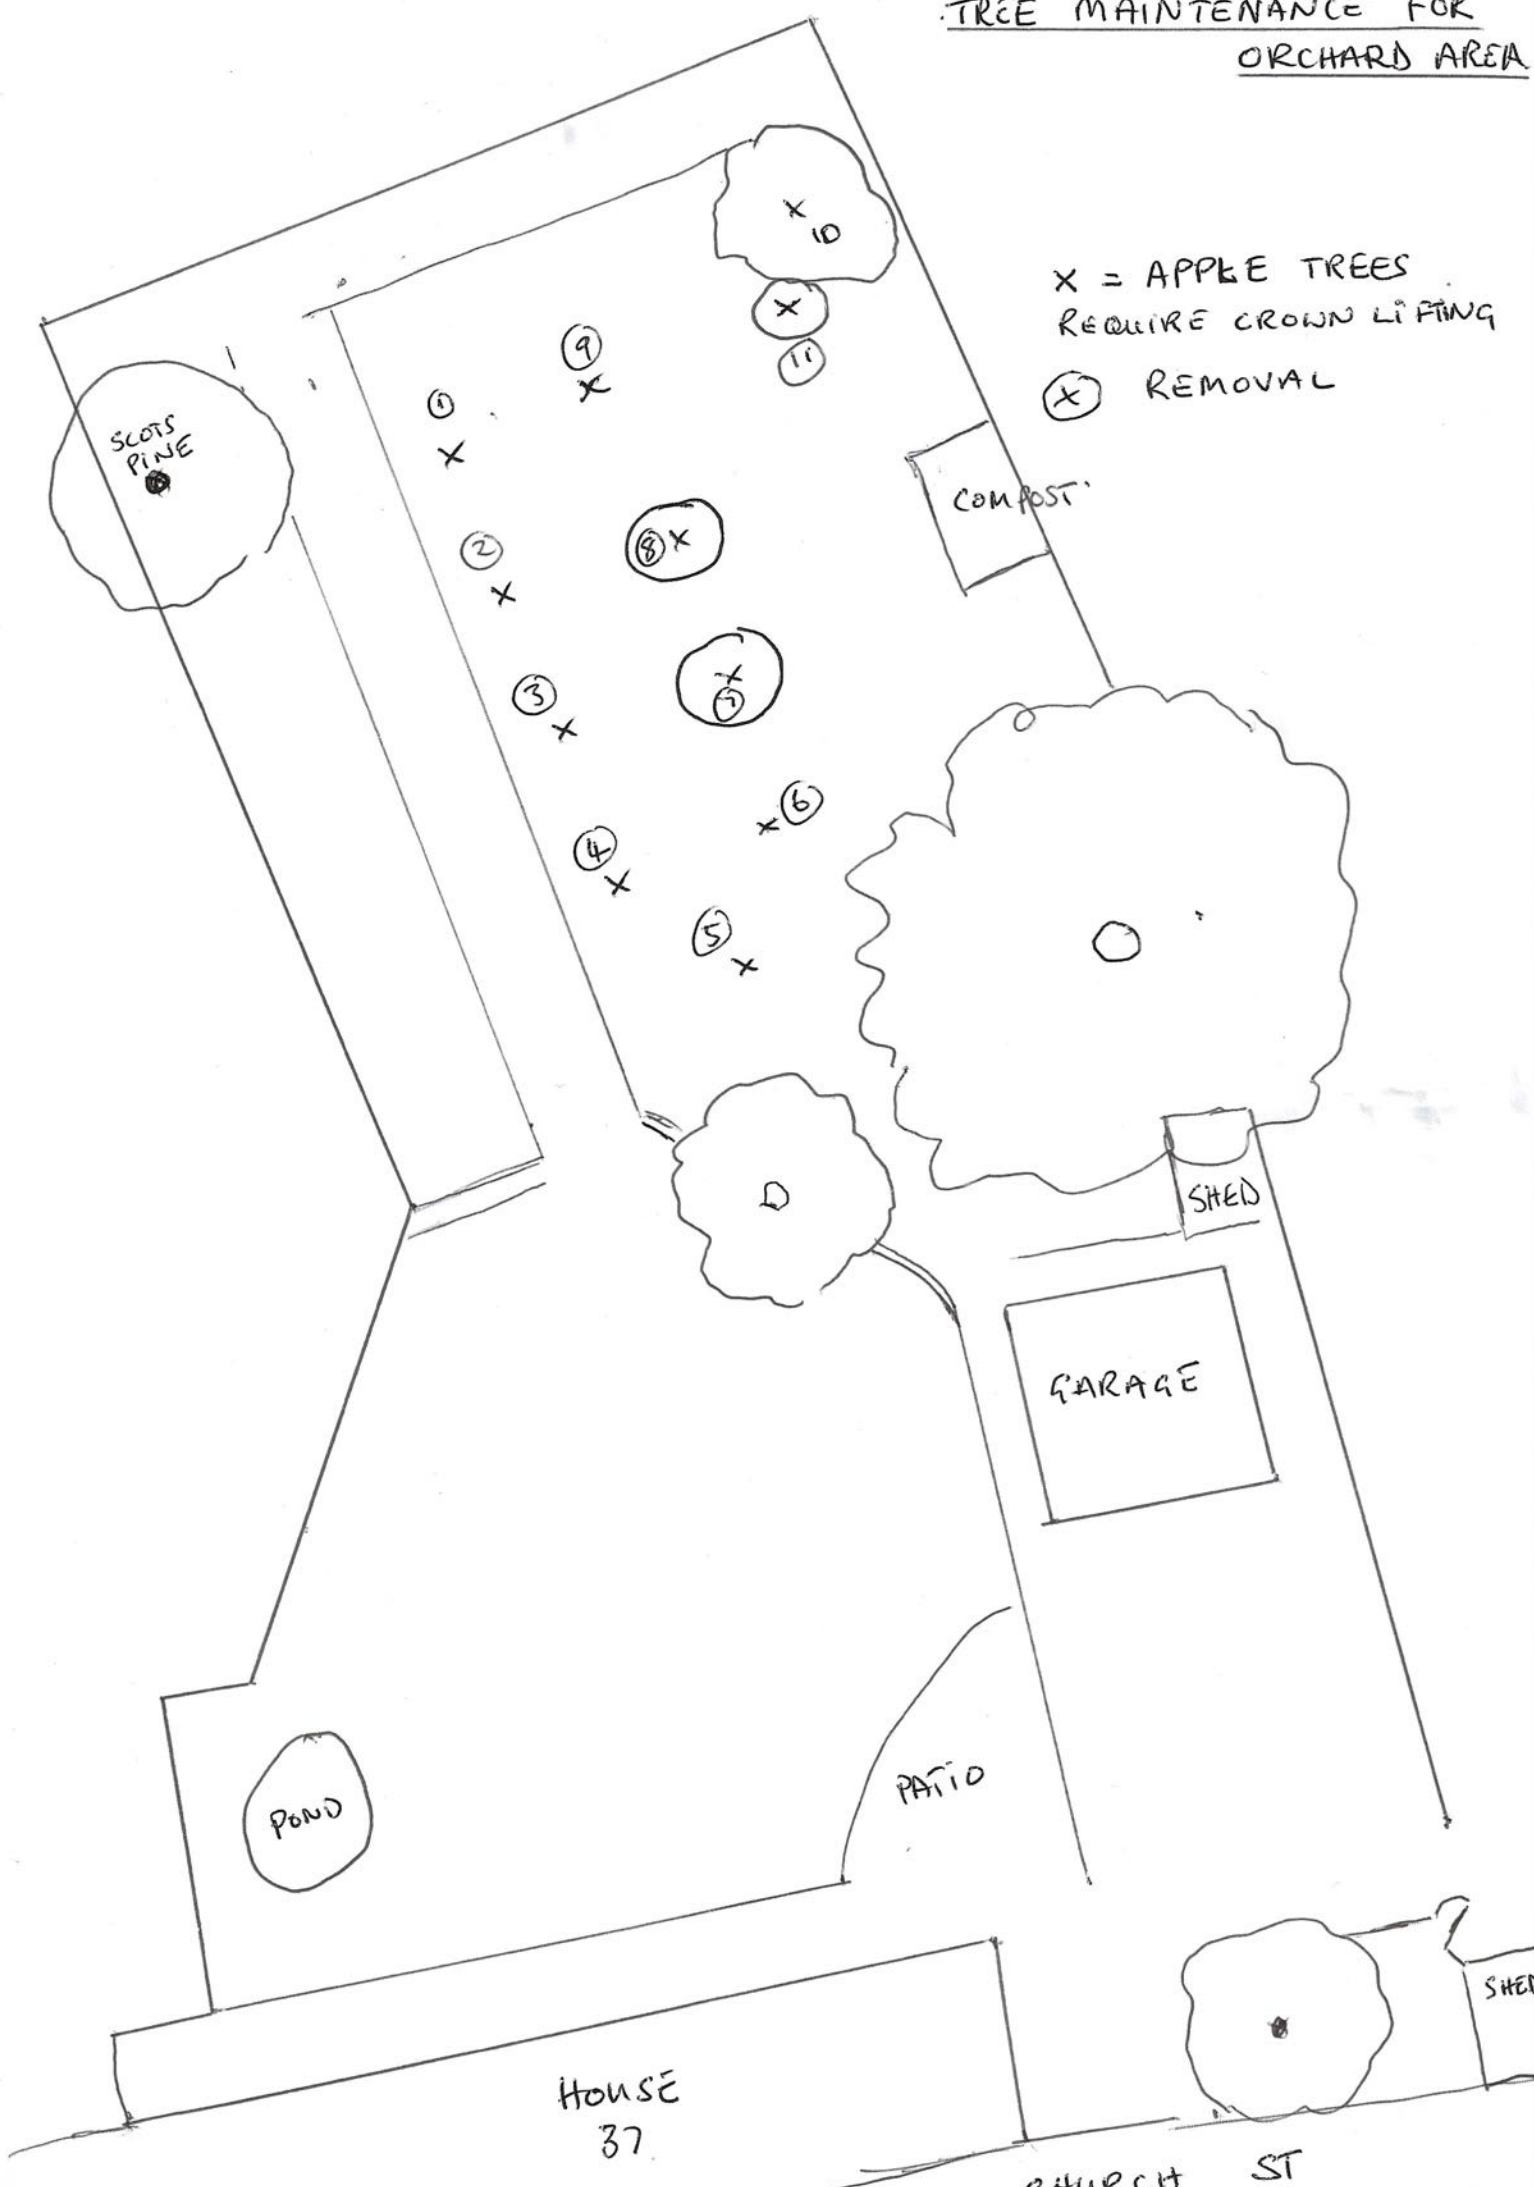 TREE MAINTENANCE FOR
ORCHARD AREA
X
10
X = APPLE TREES
REQUIRE CROWN LIFTING
X REMOVAL
X
11
9
X
1
X
SCOTS
PINE
COMPOST
2
X
8 X
3
X
X
7
6
X
4
X
5
X
SHED
GARAGE
PATIO
POND
SHED
HOUSE
37
CHURCH ST